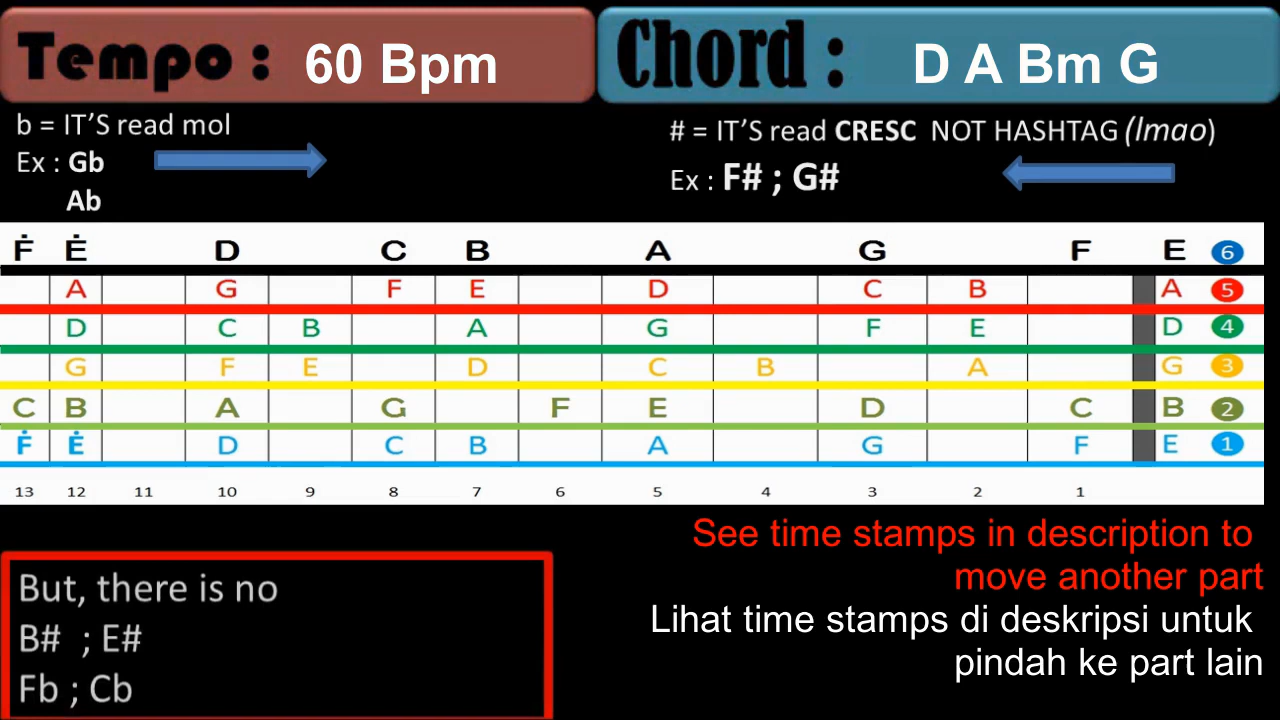 Tempo : 60 Bpm
Chord : D A Bm G
b = IT'S read mol
Ex : Gb
Ab
# = IT'S read CRESC NOT HASHTAG (lmao)
Ex : F# ; G#
Ḟ Ė D C B A G F E 6
A G F E D C B A 5
D C B A G F E D 4
G F E D C B A G 3
C B A G F E D C B 2
Ḟ Ė D C B A G F E 1
13 12 11 10 9 8 7 6 5 4 3 2 1
But, there is no
B# ; E#
Fb ; Cb
See time stamps in description to
move another part
Lihat time stamps di deskripsi untuk
pindah ke part lain